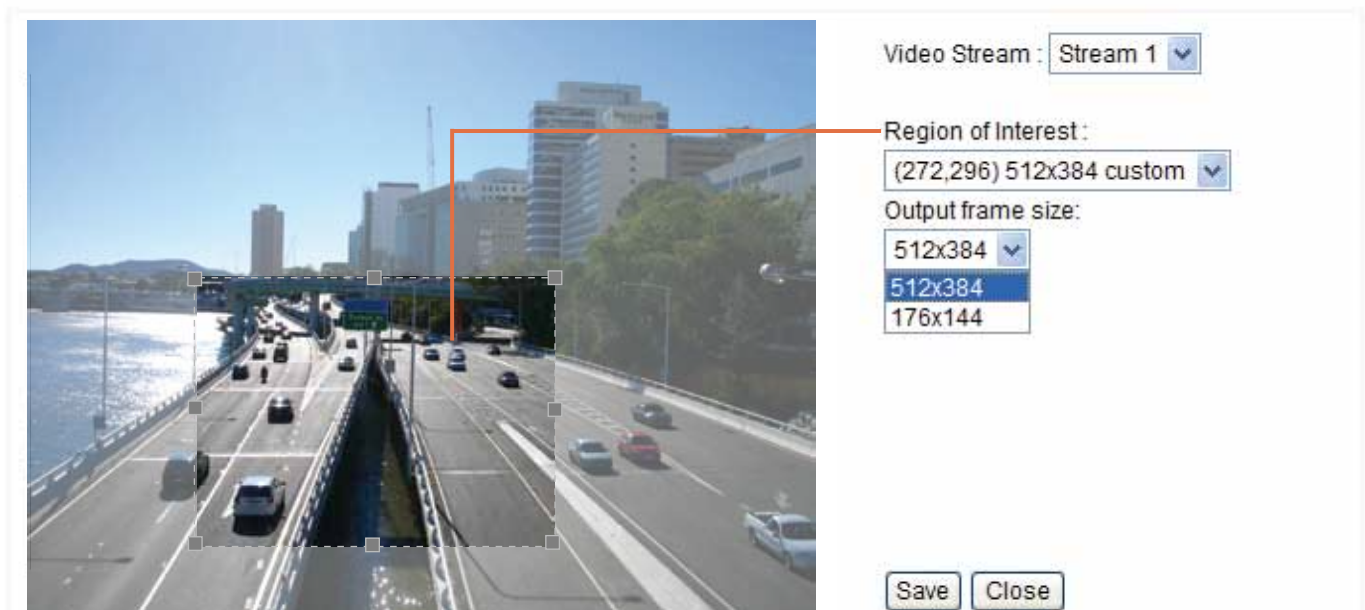 Video Stream : Stream 1
Region of Interest :
(272,296) 512x384 custom
Output frame size:
512x384
512x384
176x144
Save Close